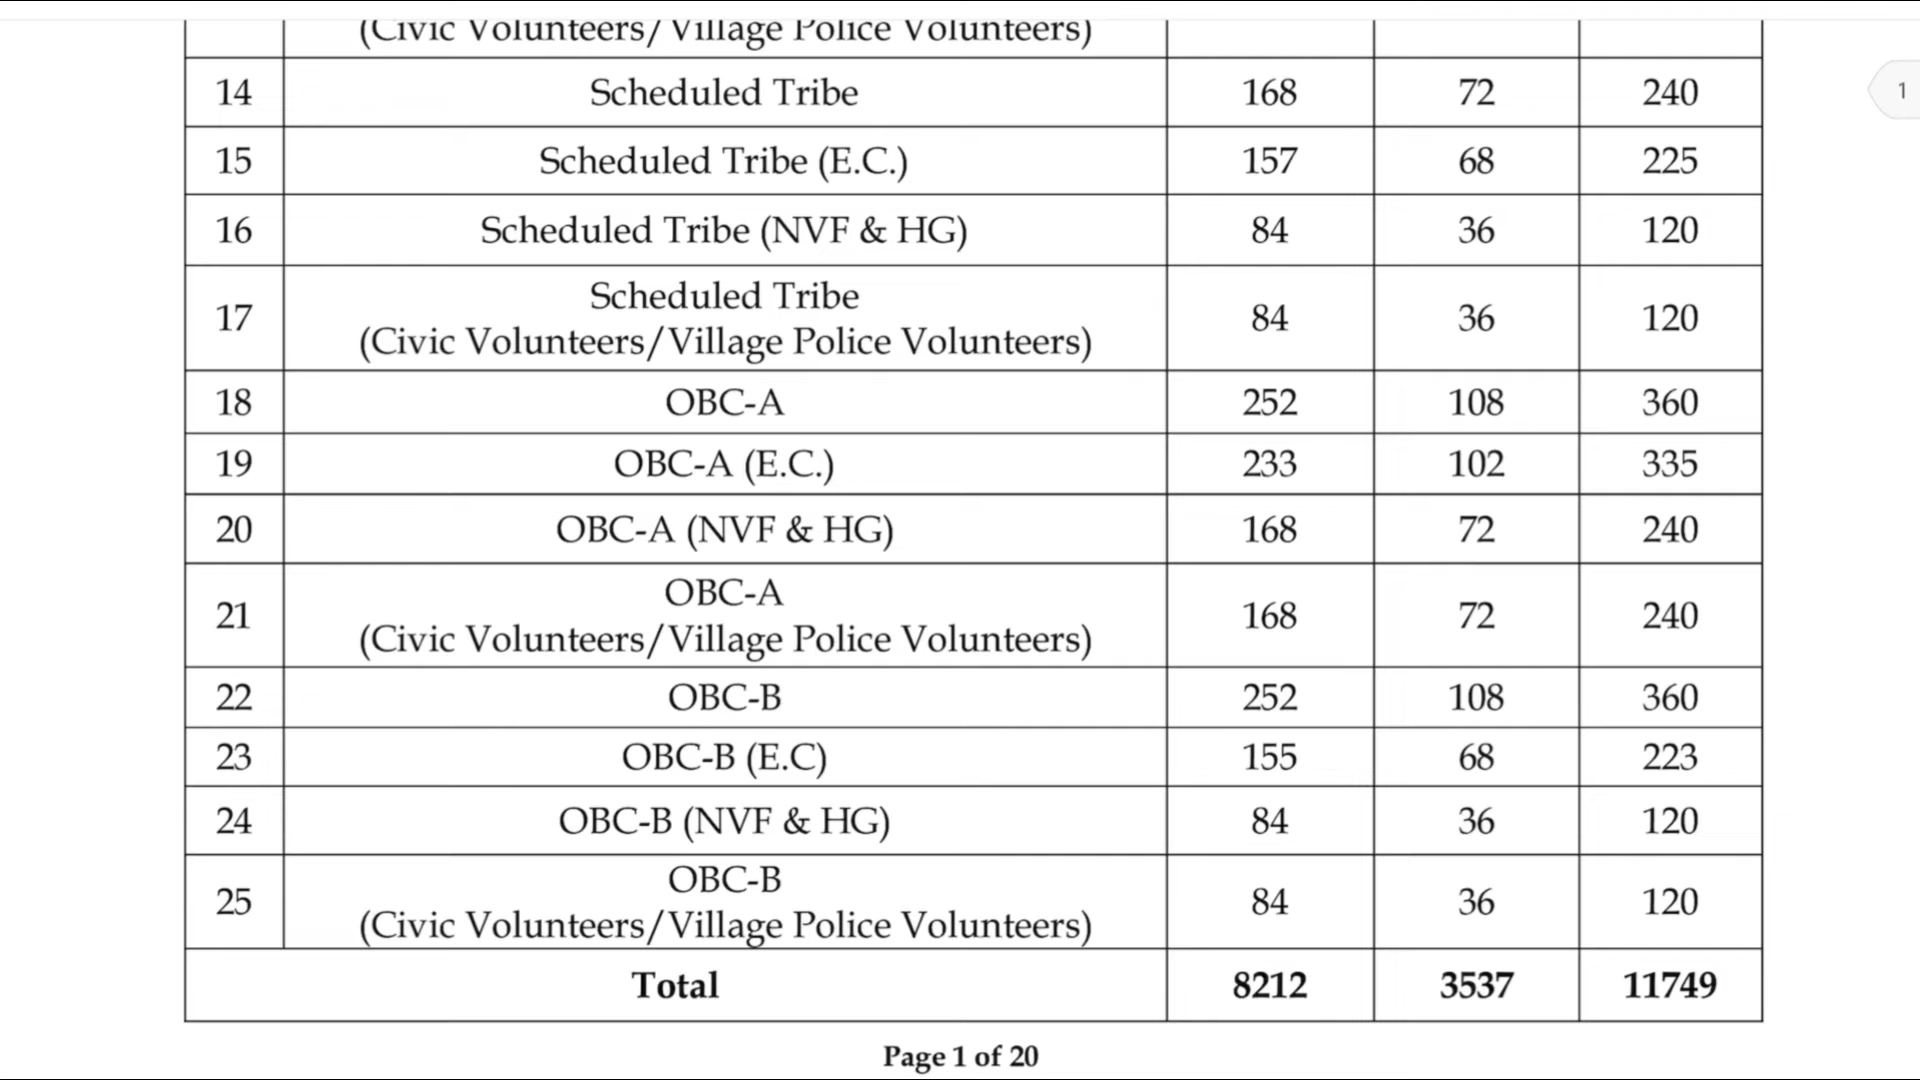 (Civic Volunteers/Village Police Volunteers)
14 Scheduled Tribe 168 72 240
1
15 Scheduled Tribe (E.C.) 157 68 225
16 Scheduled Tribe (NVF & HG) 84 36 120
17 Scheduled Tribe
(Civic Volunteers/Village Police Volunteers) 84 36 120
18 OBC-A 252 108 360
19 OBC-A (E.C.) 233 102 335
20 OBC-A (NVF & HG) 168 72 240
21 OBC-A
(Civic Volunteers/Village Police Volunteers) 168 72 240
22 OBC-B 252 108 360
23 OBC-B (E.C) 155 68 223
24 OBC-B (NVF & HG) 84 36 120
25 OBC-B
(Civic Volunteers/Village Police Volunteers) 84 36 120
Total 8212 3537 11749
Page 1 of 20